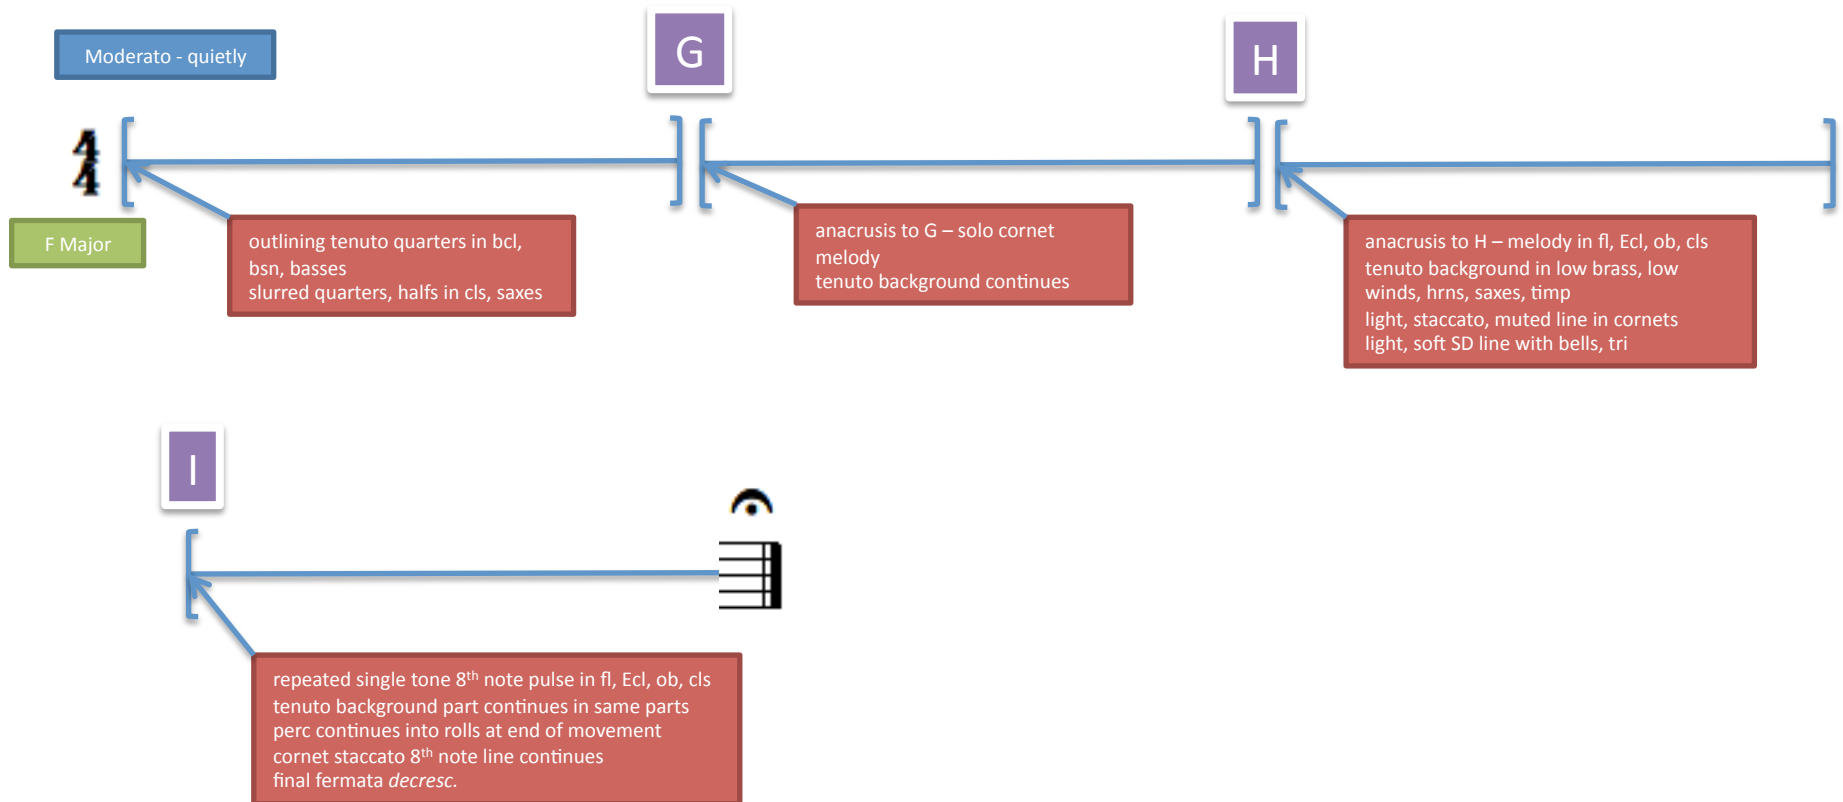 Moderato - quietly
G
H
4
4
F Major
outlining tenuto quarters in bcl,
bsn, basses
slurred quarters, halfs in cls, saxes
anacrusis to G – solo cornet
melody
tenuto background continues
anacrusis to H – melody in fl, Ecl, ob, cls
tenuto background in low brass, low
winds, hrns, saxes, timp
light, staccato, muted line in cornets
light, soft SD line with bells, tri
I
repeated single tone 8th note pulse in fl, Ecl, ob, cls
tenuto background part continues in same parts
perc continues into rolls at end of movement
cornet staccato 8th note line continues
final fermata decresc.